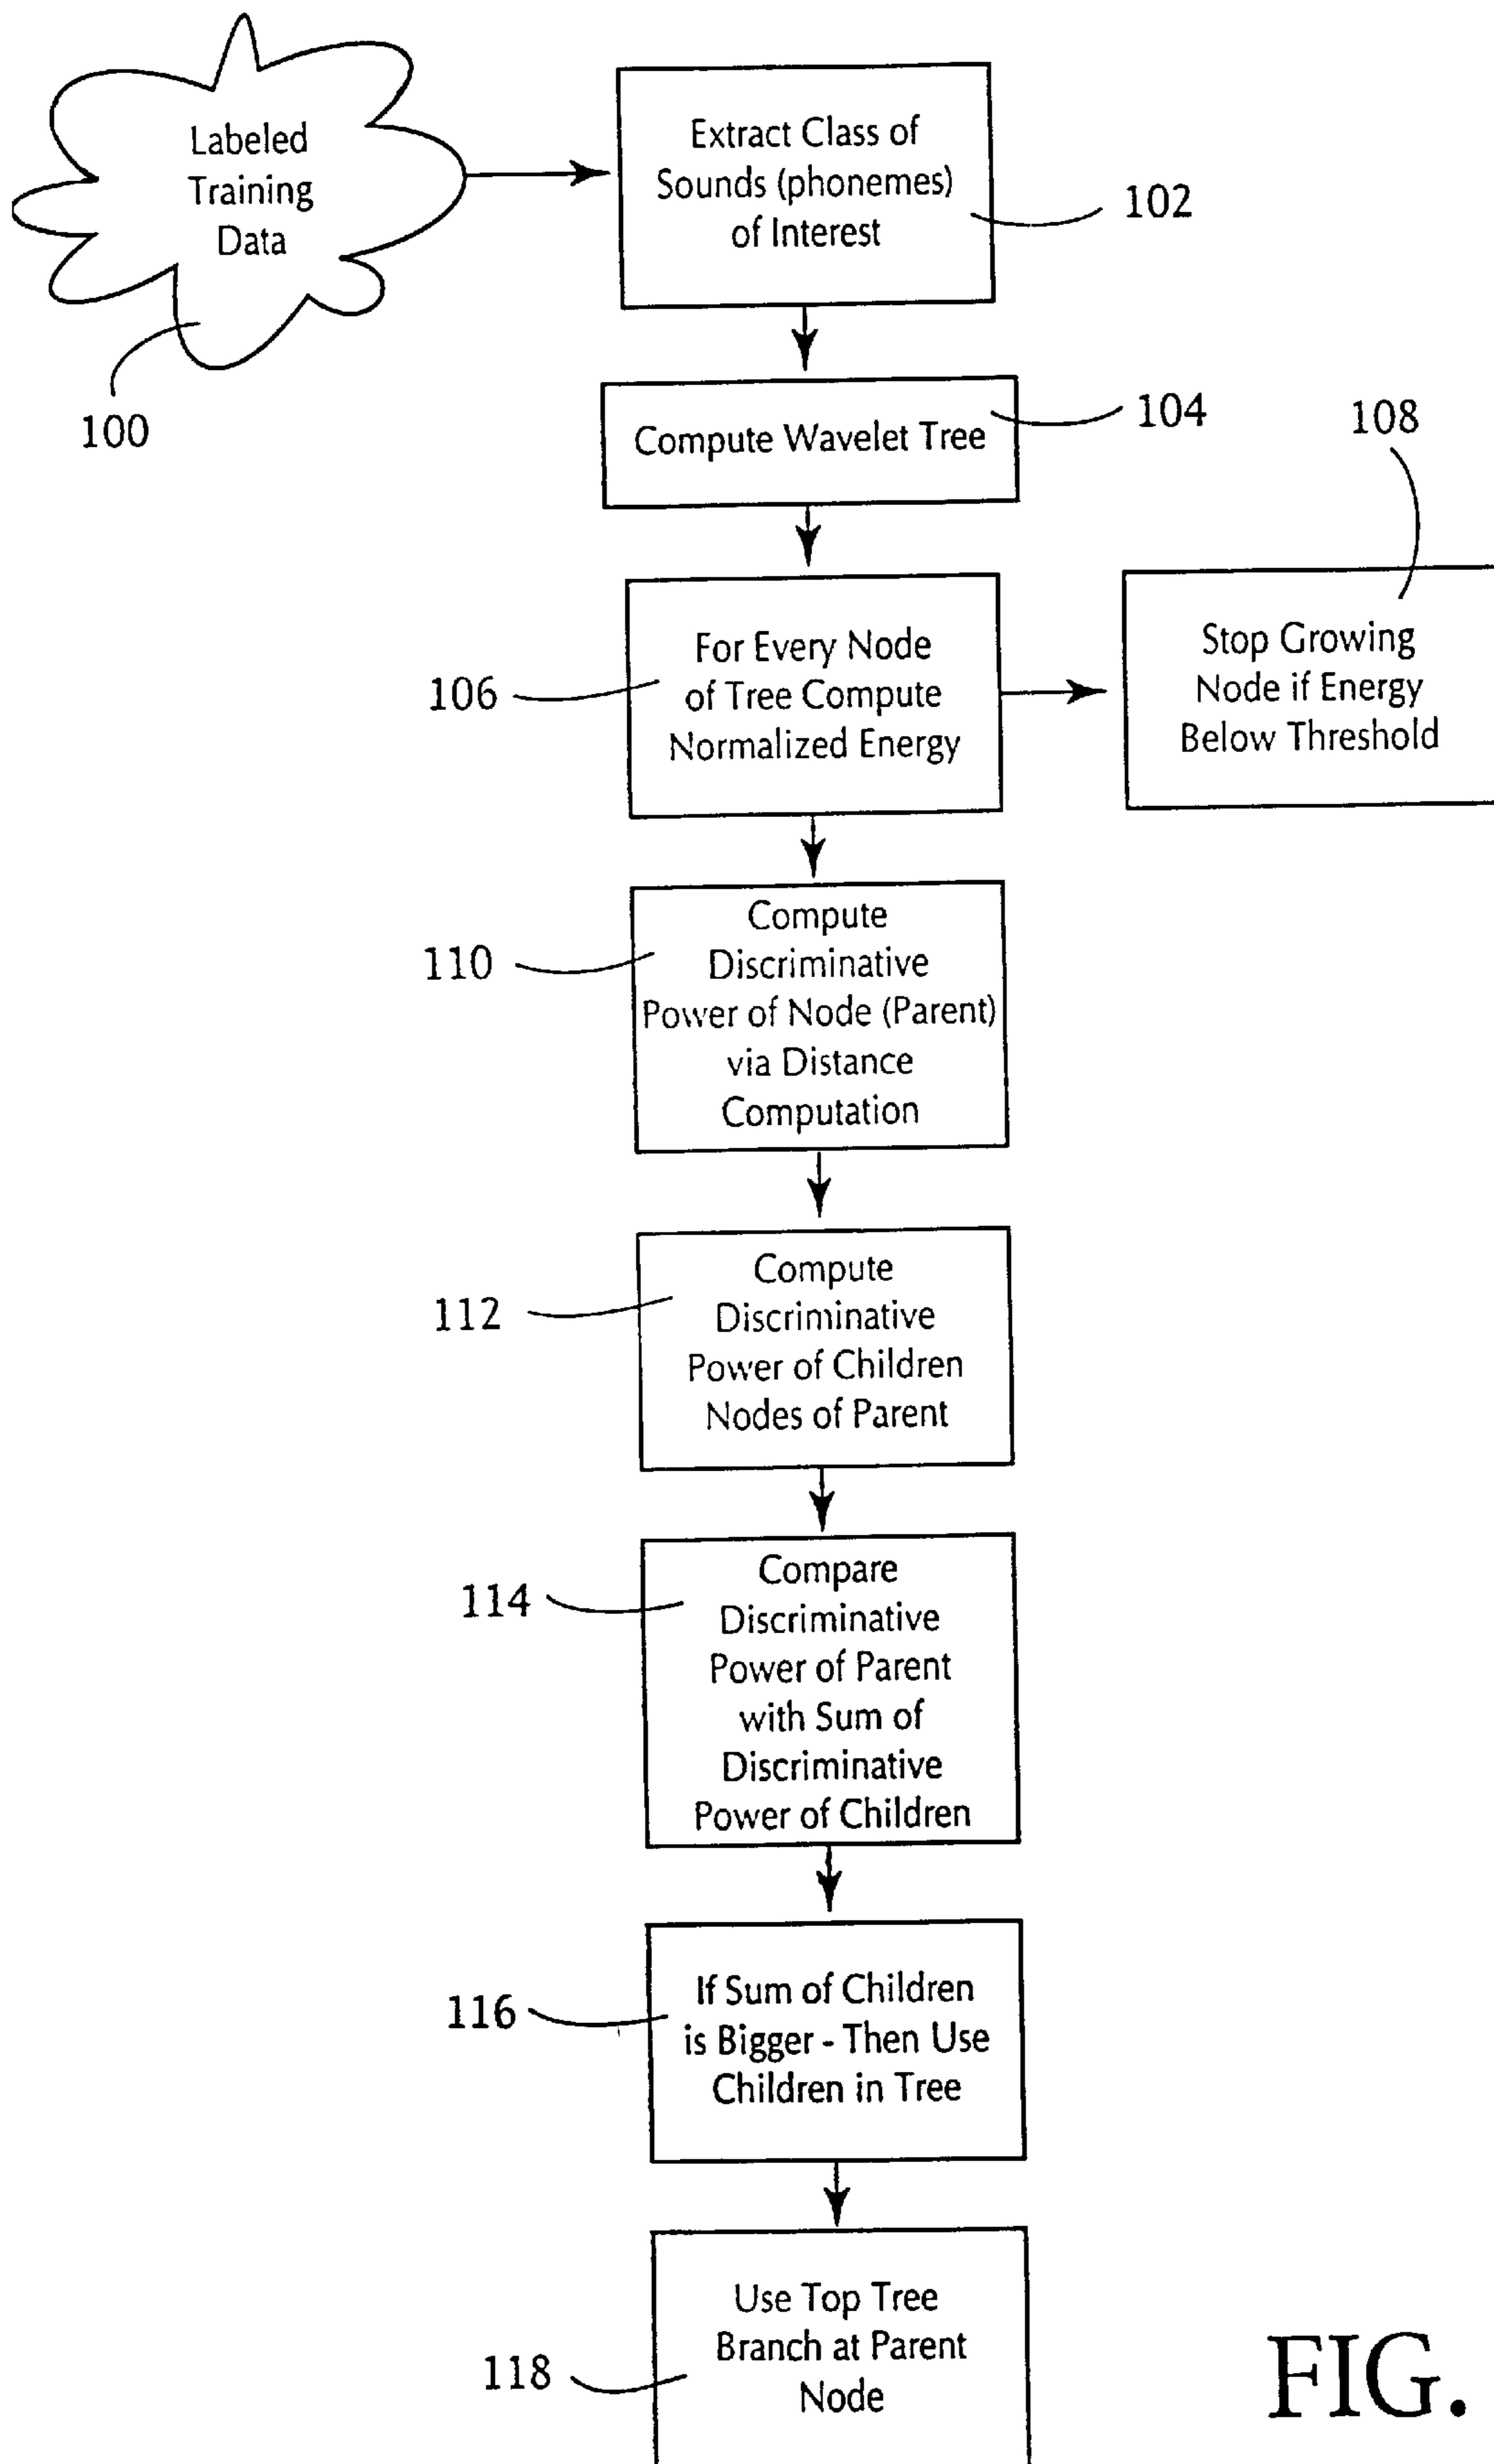 Labeled
Training
Data
100
Extract Class of
Sounds (phonemes)
of Interest
102
Compute Wavelet Tree
104
108
For Every Node
of Tree Compute
Normalized Energy
106
Stop Growing
Node if Energy
Below Threshold
Compute
Discriminative
Power of Node (Parent)
via Distance
Computation
110
Compute
Discriminative
Power of Children
Nodes of Parent
112
Compare
Discriminative
Power of Parent
with Sum of
Discriminative
Power of Children
114
If Sum of Children
is Bigger - Then Use
Children in Tree
116
Use Top Tree
Branch at Parent
Node
118
FIG.